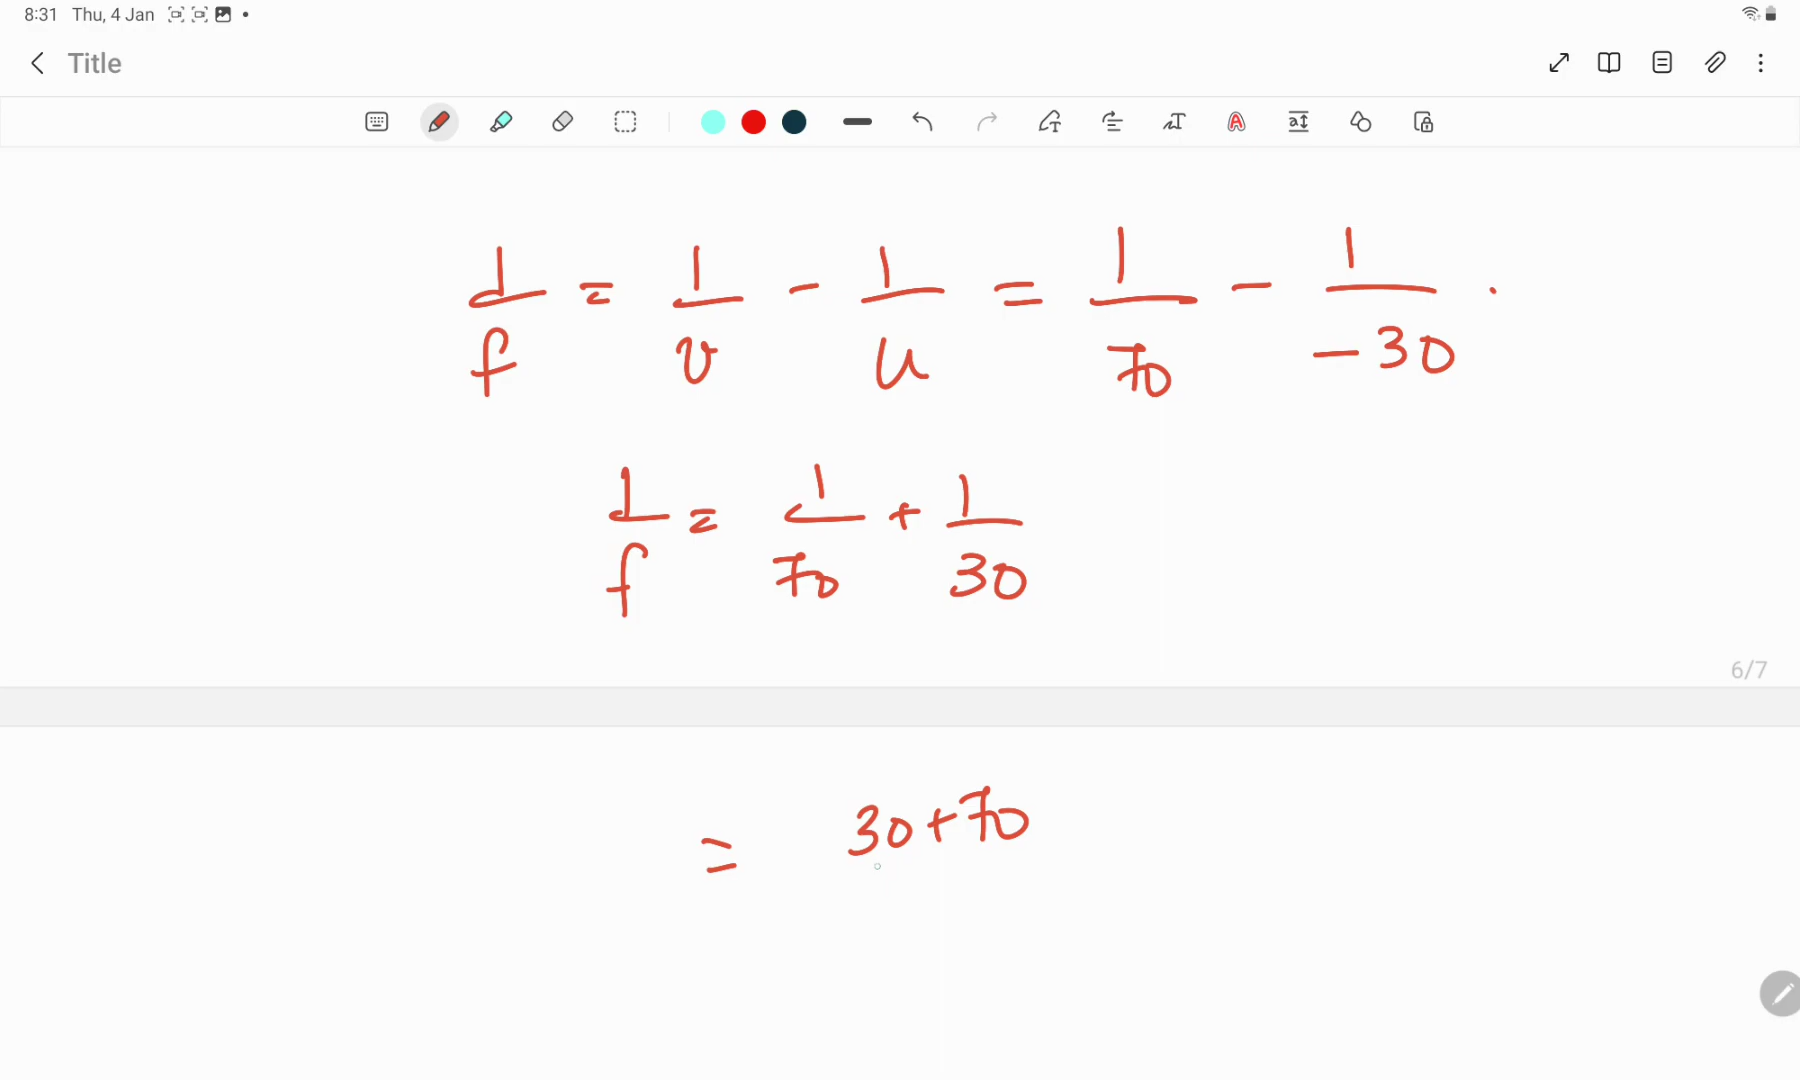 8:31 Thu, 4 Jan
Title
1/f = 1/v - 1/u = 1/70 - 1/-30 .
1/f = 1/70 + 1/30
6/7
= 30+70